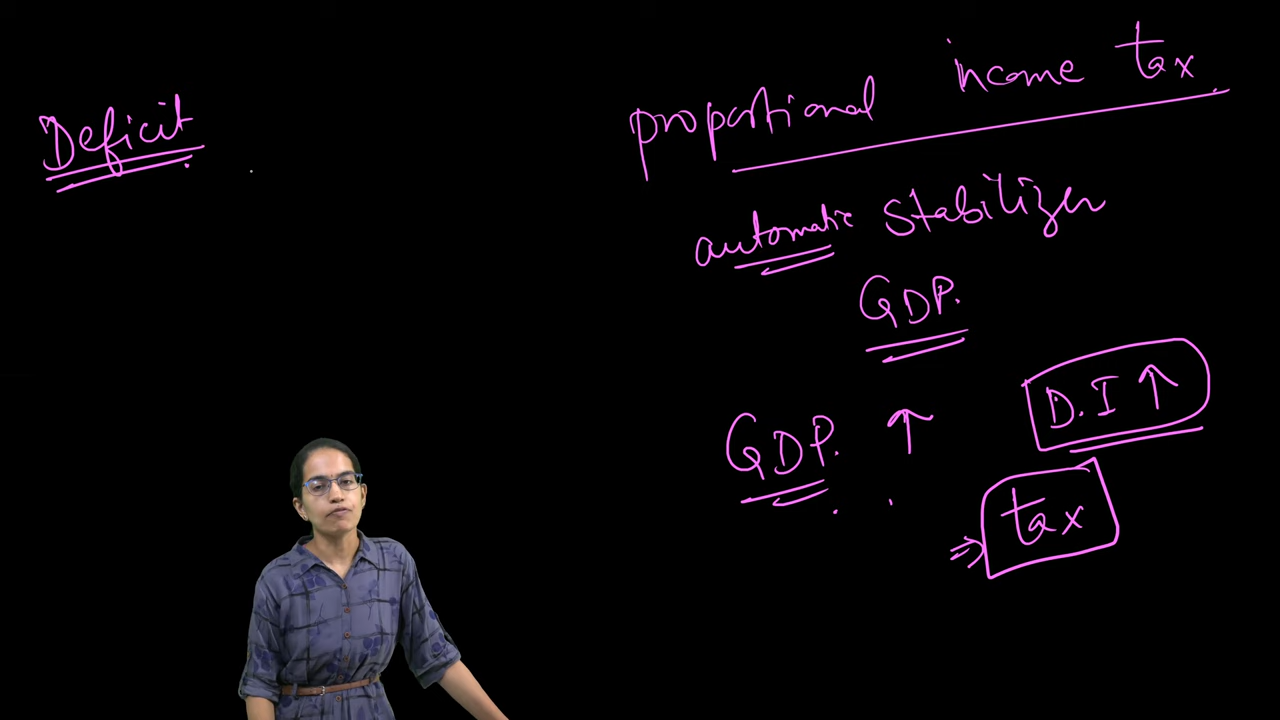 Deficit
proportional income tax
automatic stabilizer
GDP.
GDP. ↑ D.I ↑
⇒ tax